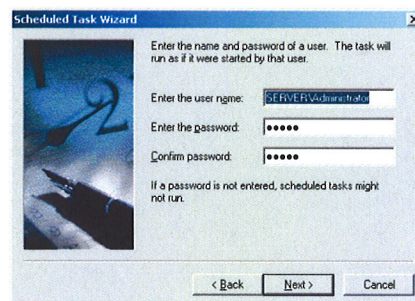 Scheduled Task Wizard
Enter the name and password of a user. The task will
run as if it were started by that user.
Enter the user name: SERVER\Administrator
Enter the password: •••••
Confirm password: •••••
If a password is not entered, scheduled tasks might
not run.
< Back Next > Cancel